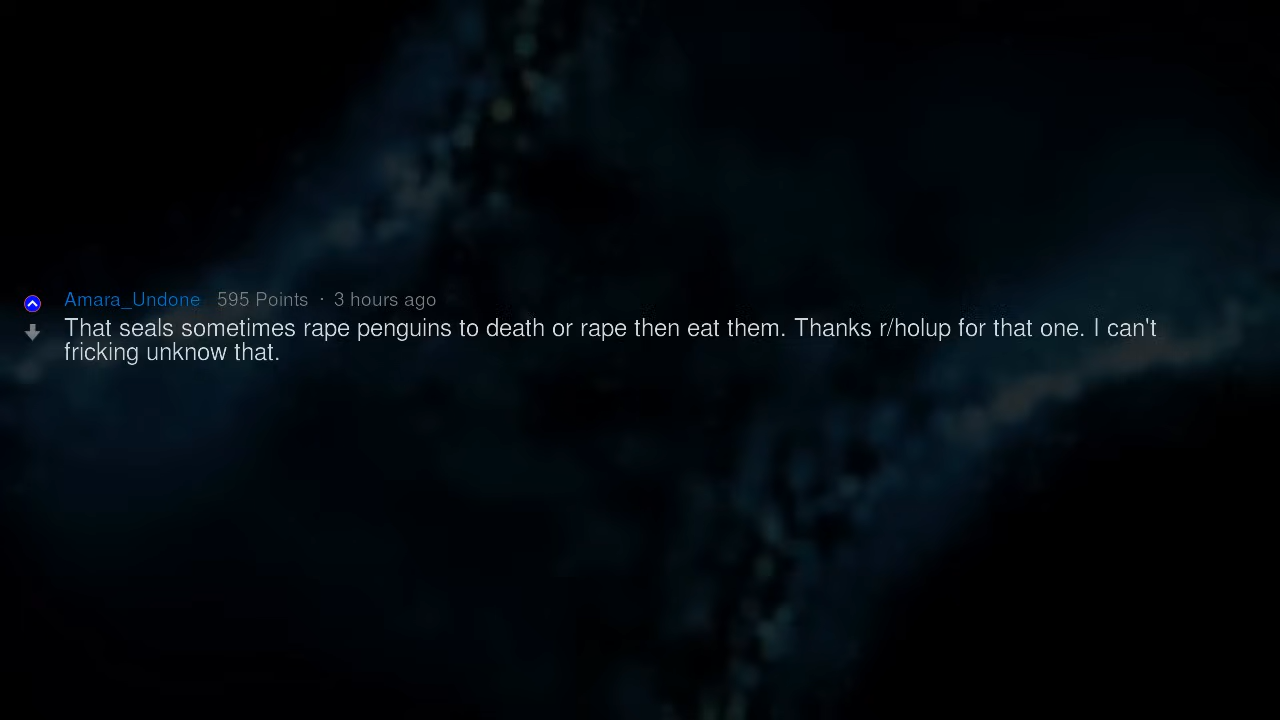 Amara_Undone 595 Points · 3 hours ago
That seals sometimes rape penguins to death or rape then eat them. Thanks r/holup for that one. I can't
fricking unknow that.